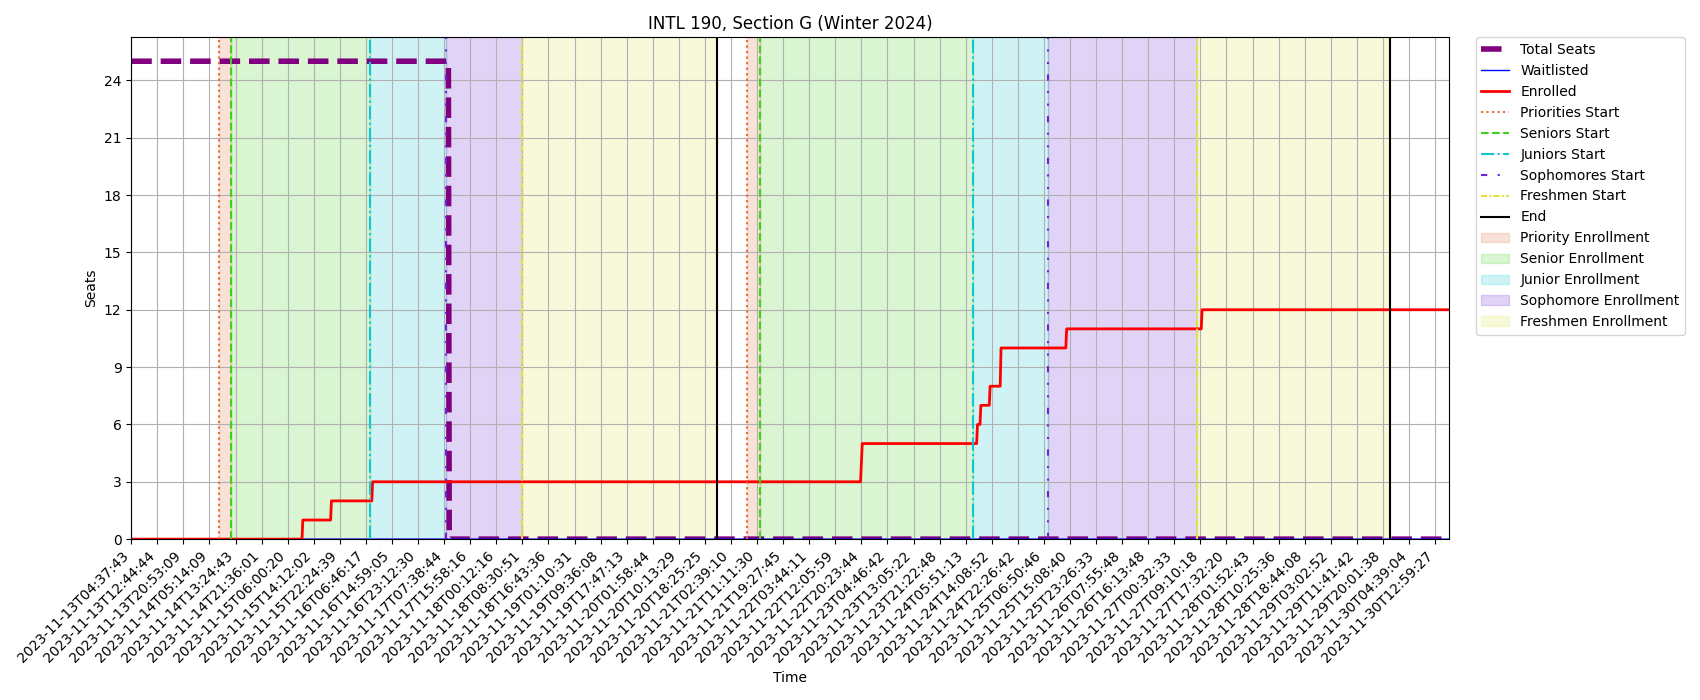 INTL 190, Section G (Winter 2024)
Seats
24
21
18
15
12
9
6
3
0
2023-11-13T04:37:43
2023-11-13T12:44:44
2023-11-13T20:53:09
2023-11-14T05:14:09
2023-11-14T13:24:43
2023-11-14T21:36:01
2023-11-15T06:00:20
2023-11-15T14:12:02
2023-11-15T22:24:39
2023-11-16T06:46:17
2023-11-16T14:59:05
2023-11-16T23:12:30
2023-11-17T07:38:44
2023-11-17T15:58:16
2023-11-18T00:12:16
2023-11-18T08:30:51
2023-11-18T16:43:36
2023-11-19T01:10:31
2023-11-19T09:36:08
2023-11-19T17:47:13
2023-11-20T01:58:44
2023-11-20T10:13:29
2023-11-20T18:25:25
2023-11-21T02:39:10
2023-11-21T11:11:30
2023-11-21T19:27:45
2023-11-22T03:44:11
2023-11-22T12:05:59
2023-11-22T20:23:44
2023-11-23T04:46:42
2023-11-23T13:05:22
2023-11-23T21:22:48
2023-11-24T05:51:13
2023-11-24T14:08:52
2023-11-24T22:26:42
2023-11-25T06:50:46
2023-11-25T15:08:40
2023-11-25T23:26:33
2023-11-26T07:55:48
2023-11-26T16:13:48
2023-11-27T00:32:33
2023-11-27T09:10:18
2023-11-27T17:32:20
2023-11-28T01:52:43
2023-11-28T10:25:36
2023-11-28T18:44:08
2023-11-29T03:02:52
2023-11-29T11:41:42
2023-11-29T20:01:38
2023-11-30T04:39:04
2023-11-30T12:59:27
Time
Total Seats
Waitlisted
Enrolled
Priorities Start
Seniors Start
Juniors Start
Sophomores Start
Freshmen Start
End
Priority Enrollment
Senior Enrollment
Junior Enrollment
Sophomore Enrollment
Freshmen Enrollment